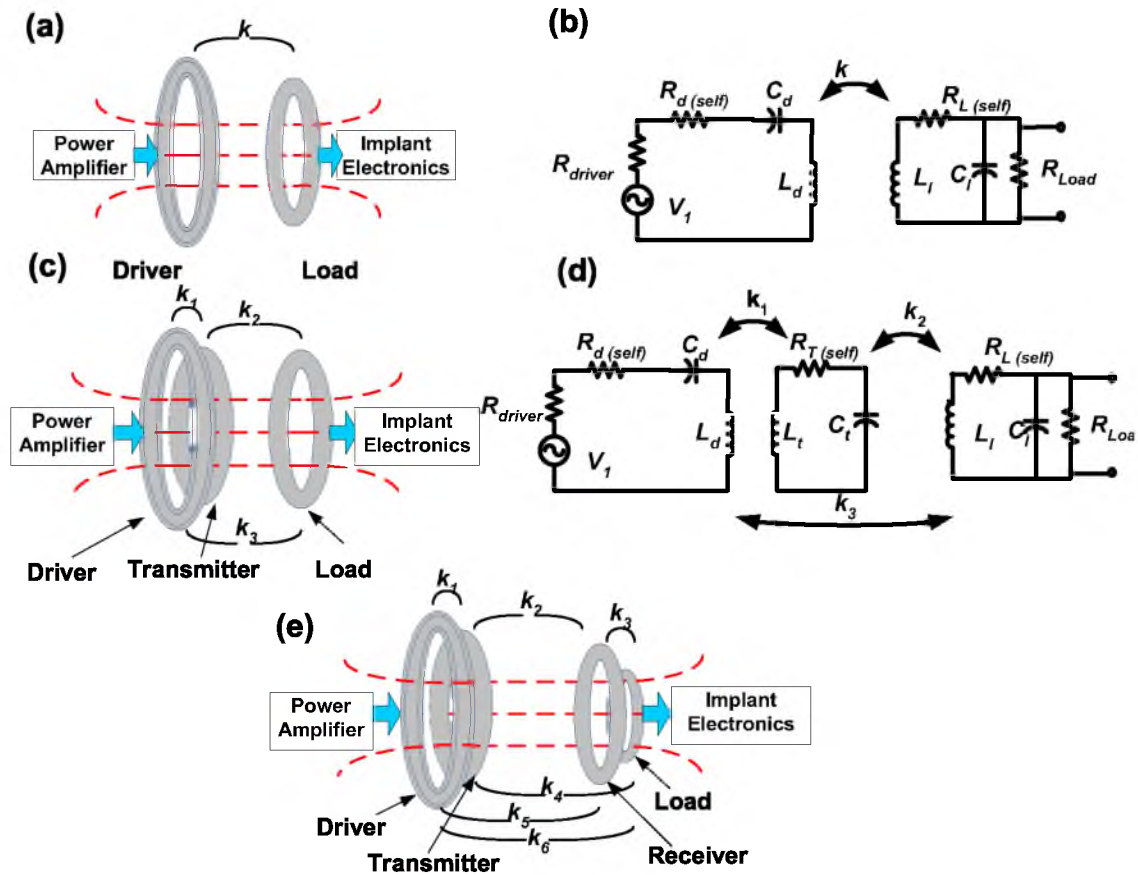 (a)
k
Power
Amplifier
Implant
Electronics
Driver
Load
(b)
k
R_d (self)
C_d
R_driver
V_1
L_d
R_L (self)
L_l
C_l
R_Load
(c)
k_1
k_2
Power
Amplifier
Implant
Electronics
k_3
Driver
Transmitter
Load
(d)
k_1
k_2
R_d (self)
C_d
R_driver
V_1
L_d
R_T(self)
L_t
C_t
R_L (self)
L_l
C_l
R_Loa
k_3
(e)
k_1
k_2
k_3
Power
Amplifier
Implant
Electronics
k_4
k_5
k_6
Driver
Transmitter
Load
Receiver